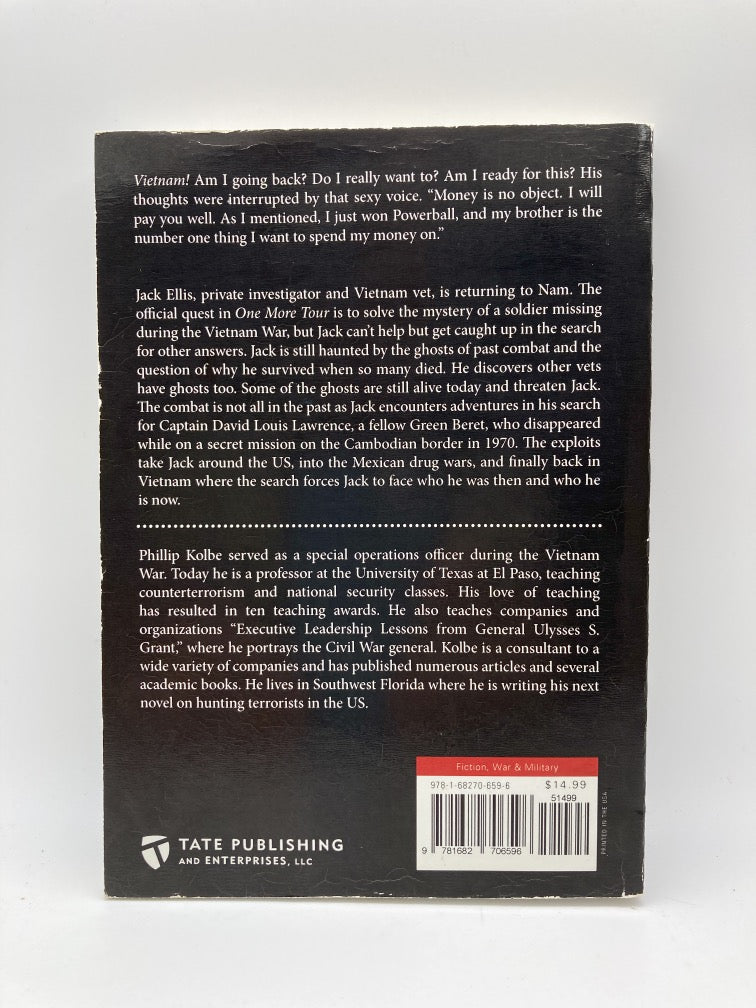 Vietnam! Am I going back? Do I really want to? Am I ready for this? His
thoughts were interrupted by that sexy voice. “Money is no object. I will
pay you well. As I mentioned, I just won Powerball, and my brother is the
number one thing I want to spend my money on.”
Jack Ellis, private investigator and Vietnam vet, is returning to Nam. The
official quest in One More Tour is to solve the mystery of a soldier missing
during the Vietnam War, but Jack can’t help but get caught up in the search
for other answers. Jack is still haunted by the ghosts of past combat and the
question of why he survived when so many died. He discovers other vets
have ghosts too. Some of the ghosts are still alive today and threaten Jack.
The combat is not all in the past as Jack encounters adventures in his search
for Captain David Louis Lawrence, a fellow Green Beret, who disappeared
while on a secret mission on the Cambodian border in 1970. The exploits
take Jack around the US, into the Mexican drug wars, and finally back in
Vietnam where the search forces Jack to face who he was then and who he
is now.
Phillip Kolbe served as a special operations officer during the Vietnam
War. Today he is a professor at the University of Texas at El Paso, teaching
counterterrorism and national security classes. His love of teaching
has resulted in ten teaching awards. He also teaches companies and
organizations “Executive Leadership Lessons from General Ulysses S.
Grant,” where he portrays the Civil War general. Kolbe is a consultant to a
wide variety of companies and has published numerous articles and several
academic books. He lives in Southwest Florida where he is writing his next
novel on hunting terrorists in the US.
Fiction, War & Military
978-1-68270-659-6 $14.99
51499
9 781682 706596
PRINTED IN THE USA
TATE PUBLISHING
AND ENTERPRISES, LLC